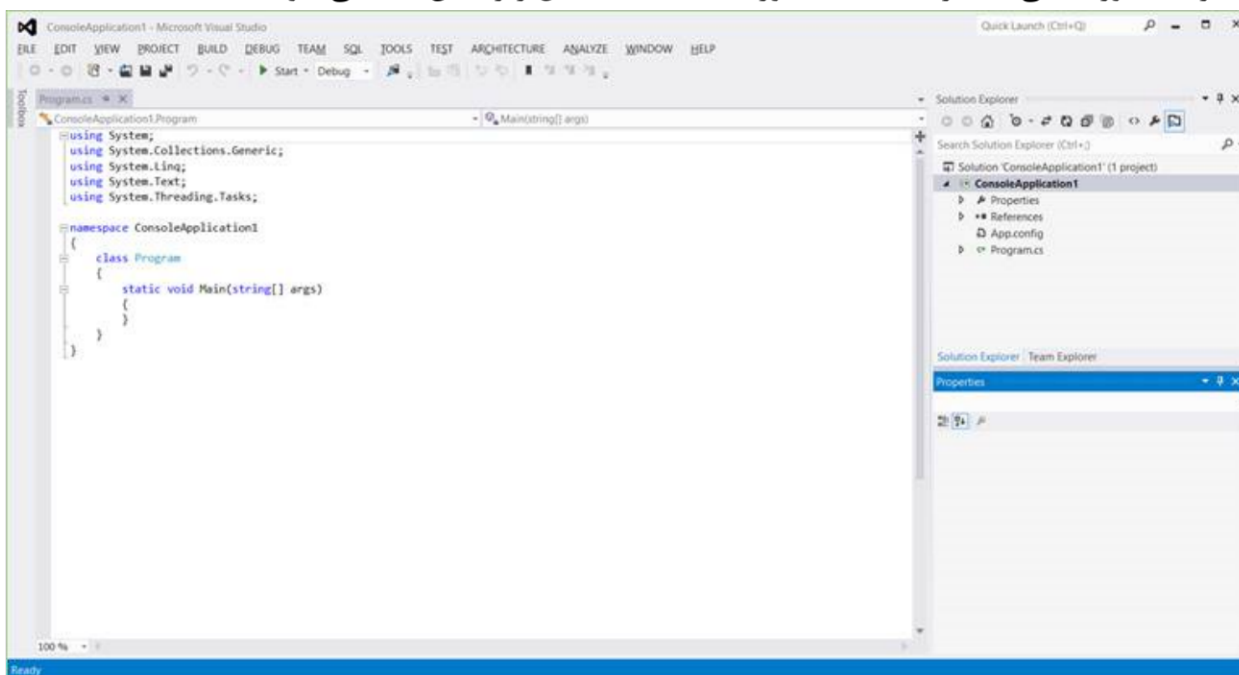 ConsoleApplication1 - Microsoft Visual Studio
Quick Launch (Ctrl+Q)
FILE EDIT VIEW PROJECT BUILD DEBUG TEAM SQL TOOLS TEST ARCHITECTURE ANALYZE WINDOW HELP
Start Debug
Toolbox
Program.cs
ConsoleApplication1.Program
Main(string[] args)
using System;
using System.Collections.Generic;
using System.Linq;
using System.Text;
using System.Threading.Tasks;
namespace ConsoleApplication1
{
class Program
{
static void Main(string[] args)
{
}
}
}
100 %
Solution Explorer
Search Solution Explorer (Ctrl+;)
Solution 'ConsoleApplication1' (1 project)
ConsoleApplication1
Properties
References
App.config
C# Program.cs
Solution Explorer Team Explorer
Properties
Ready